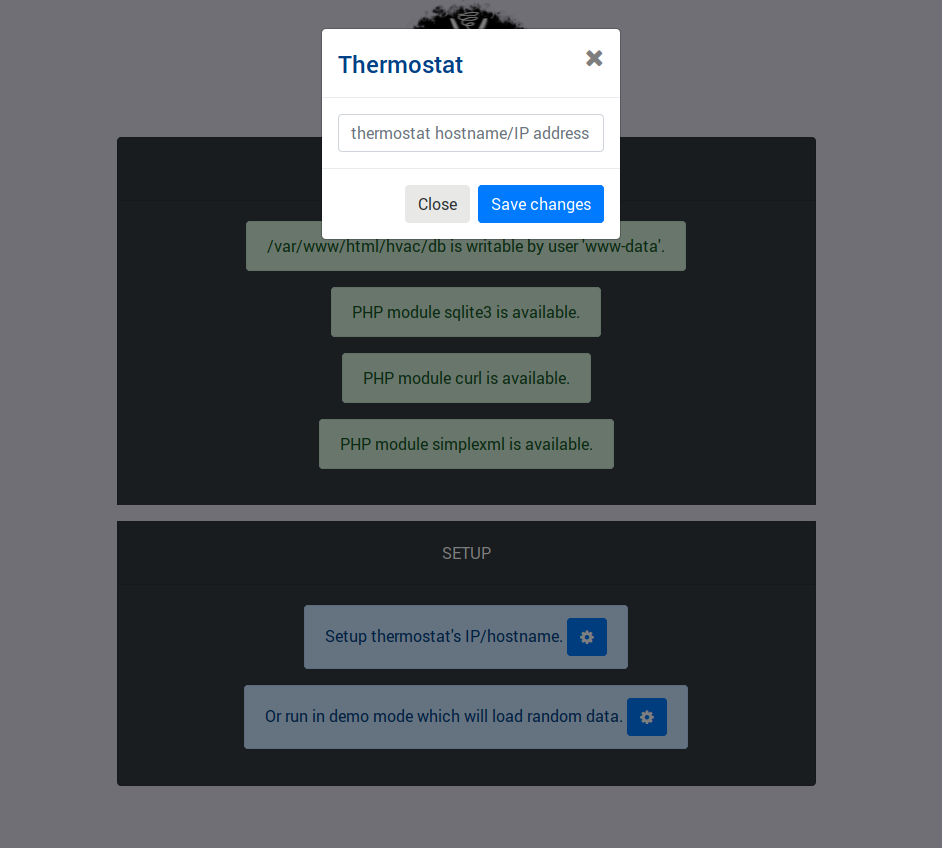 Thermostat
thermostat hostname/IP address
Close
Save changes
/var/www/html/hvac/db is writable by user 'www-data'.
PHP module sqlite3 is available.
PHP module curl is available.
PHP module simplexml is available.
SETUP
Setup thermostat's IP/hostname.
Or run in demo mode which will load random data.